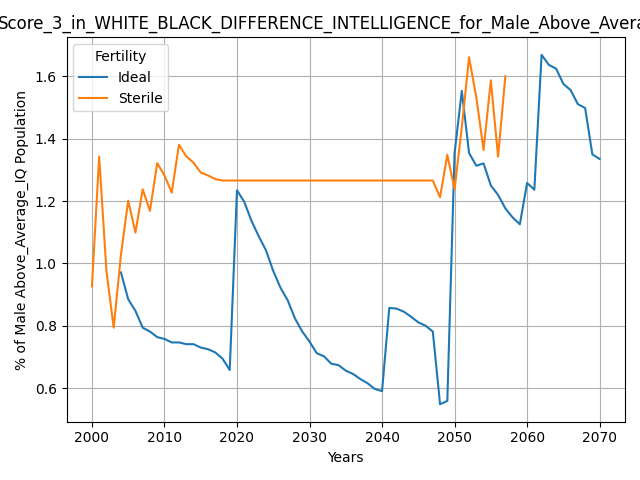 Score_3_in_WHITE_BLACK_DIFFERENCE_INTELLIGENCE_for_Male_Above_Avera
Fertility
Ideal
Sterile
% of Male Above_Average_IQ Population
1.6
1.4
1.2
1.0
0.8
0.6
2000 2010 2020 2030 2040 2050 2060 2070
Years